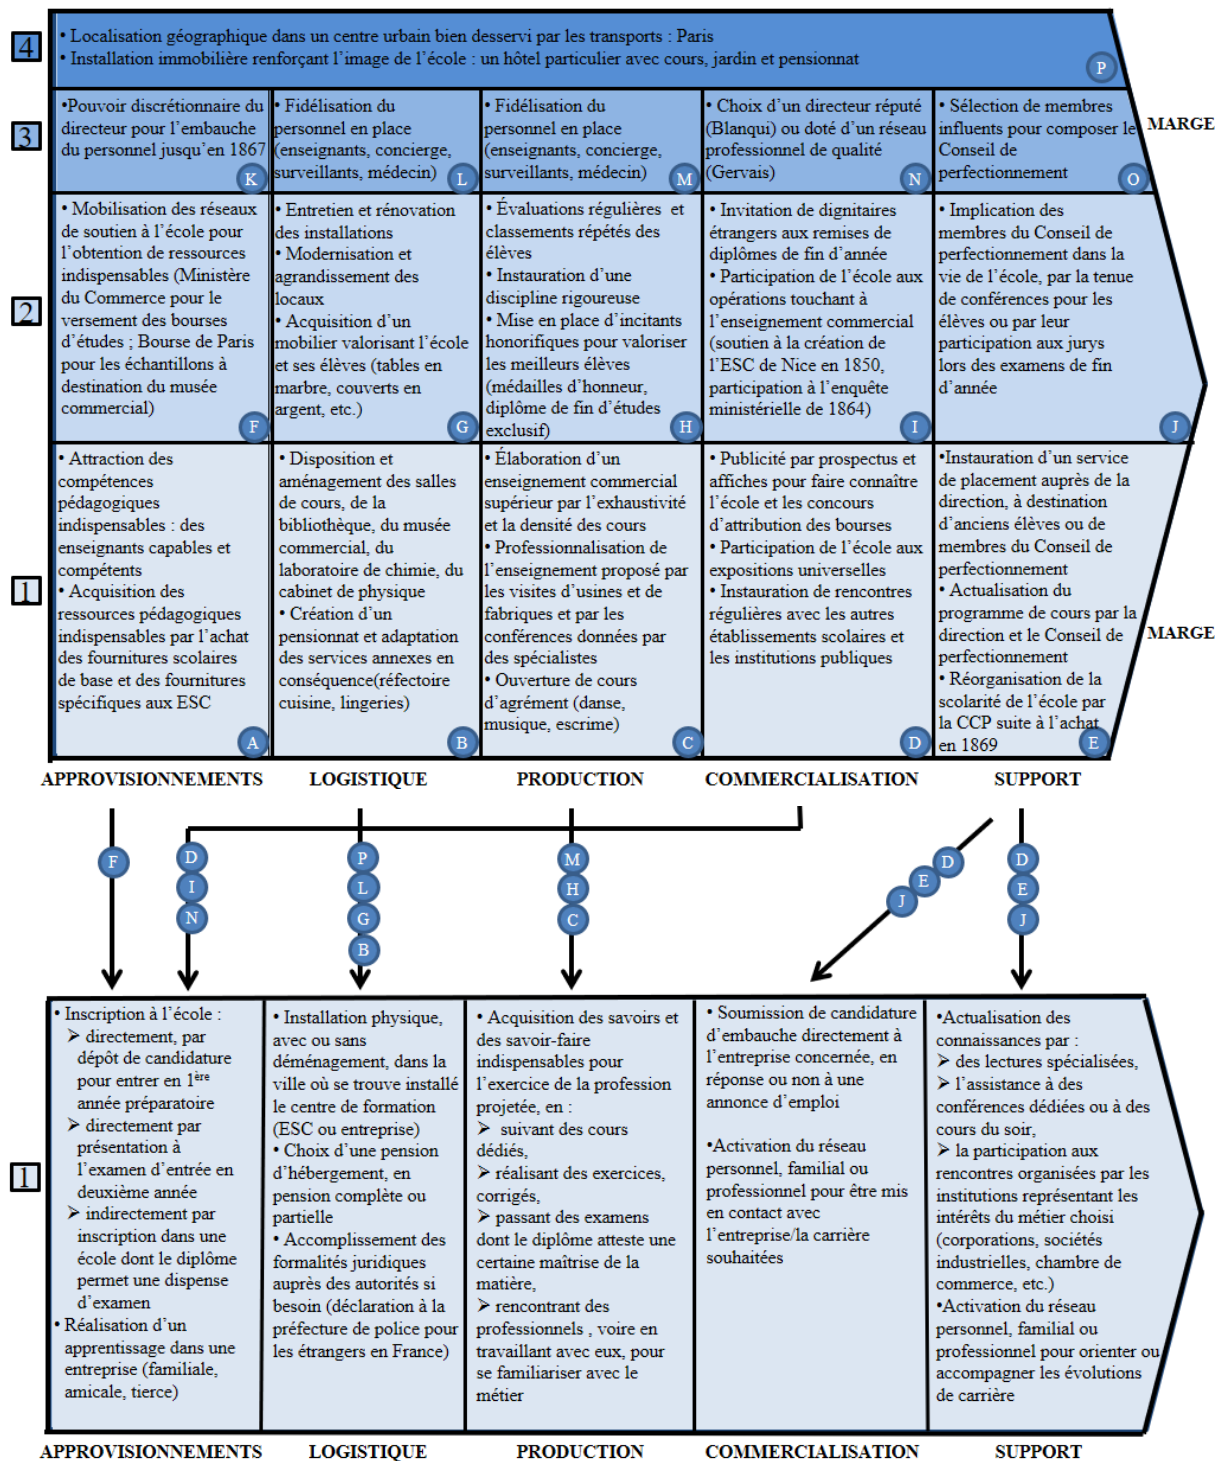 4
• Localisation géographique dans un centre urbain bien desservi par les transports : Paris
• Installation immobilière renforçant l’image de l’école : un hôtel particulier avec cours, jardin et pensionnat
P
3
•Pouvoir discrétionnaire du
directeur pour l’embauche
du personnel jusqu’en 1867
K
• Fidélisation du
personnel en place
(enseignants, concierge,
surveillants, médecin)
L
• Fidélisation du
personnel en place
(enseignants, concierge,
surveillants, médecin)
M
• Choix d’un directeur réputé
(Blanqui) ou doté d’un réseau
professionnel de qualité
(Gervais)
N
• Sélection de membres
influents pour composer le
Conseil de
perfectionnement
O
MARGE
2
• Mobilisation des réseaux
de soutien à l’école pour
l’obtention de ressources
indispensables (Ministère
du Commerce pour le
versement des bourses
d’études ; Bourse de Paris
pour les échantillons à
destination du musée
commercial)
F
• Entretien et rénovation
des installations
• Modernisation et
agrandissement des
locaux
• Acquisition d’un
mobilier valorisant l’école
et ses élèves (tables en
marbre, couverts en
argent, etc.)
G
• Évaluations régulières et
classements répétés des
élèves
• Instauration d’une
discipline rigoureuse
• Mise en place d’incitants
honorifiques pour valoriser
les meilleurs élèves
(médailles d’honneur,
diplôme de fin d’études
exclusif)
H
• Invitation de dignitaires
étrangers aux remises de
diplômes de fin d’année
• Participation de l’école aux
opérations touchant à
l’enseignement commercial
(soutien à la création de
l’ESC de Nice en 1850,
participation à l’enquête
ministérielle de 1864)
I
• Implication des
membres du Conseil de
perfectionnement dans la
vie de l’école, par la tenue
de conférences pour les
élèves ou par leur
participation aux jurys
lors des examens de fin
d’année
J
1
• Attraction des
compétences
pédagogiques
indispensables : des
enseignants capables et
compétents
• Acquisition des
ressources pédagogiques
indispensables par l’achat
des fournitures scolaires
de base et des fournitures
spécifiques aux ESC
A
• Disposition et
aménagement des salles
de cours, de la
bibliothèque, du musée
commercial, du
laboratoire de chimie, du
cabinet de physique
• Création d’un
pensionnat et adaptation
des services annexes en
conséquence(réfectoire
cuisine, lingeries)
B
• Élaboration d’un
enseignement commercial
supérieur par l’exhaustivité
et la densité des cours
• Professionnalisation de
l’enseignement proposé par
les visites d’usines et de
fabriques et par les
conférences données par
des spécialistes
• Ouverture de cours
d’agrément (danse,
musique, escrime)
C
• Publicité par prospectus et
affiches pour faire connaître
l’école et les concours
d’attribution des bourses
• Participation de l’école aux
expositions universelles
• Instauration de rencontres
régulières avec les autres
établissements scolaires et
les institutions publiques
D
•Instauration d’un service
de placement auprès de la
direction, à destination
d’anciens élèves ou de
membres du Conseil de
perfectionnement
• Actualisation du
programme de cours par la
direction et le Conseil de
perfectionnement
• Réorganisation de la
scolarité de l’école par
la CCP suite à l’achat
en 1869
E
MARGE
APPROVISIONNEMENTS
LOGISTIQUE
PRODUCTION
COMMERCIALISATION
SUPPORT
F
D
I
N
P
L
G
B
M
H
C
D
E
J
D
E
J
1
• Inscription à l’école :
➢ directement, par
dépôt de candidature
pour entrer en 1ère
année préparatoire
➢ directement par
présentation à
l’examen d’entrée en
deuxième année
➢ indirectement par
inscription dans une
école dont le diplôme
permet une dispense
d’examen
• Réalisation d’un
apprentissage dans une
entreprise (familiale,
amicale, tierce)
• Installation physique,
avec ou sans
déménagement, dans la
ville où se trouve installé
le centre de formation
(ESC ou entreprise)
• Choix d’une pension
d’hébergement, en
pension complète ou
partielle
• Accomplissement des
formalités juridiques
auprès des autorités si
besoin (déclaration à la
préfecture de police pour
les étrangers en France)
• Acquisition des savoirs et
des savoir-faire
indispensables pour
l’exercice de la profession
projetée, en :
➢ suivant des cours
dédiés,
➢ réalisant des exercices,
corrigés,
➢ passant des examens
dont le diplôme atteste une
certaine maîtrise de la
matière,
➢ rencontrant des
professionnels , voire en
travaillant avec eux, pour
se familiariser avec le
métier
• Soumission de candidature
d’embauche directement à
l’entreprise concernée, en
réponse ou non à une
annonce d’emploi
•Activation du réseau
personnel, familial ou
professionnel pour être mis
en contact avec
l’entreprise/la carrière
souhaitées
•Actualisation des
connaissances par :
➢ des lectures spécialisées,
➢ l’assistance à des
conférences dédiées ou à des
cours du soir,
➢ la participation aux
rencontres organisées par les
institutions représentant les
intérêts du métier choisi
(corporations, sociétés
industrielles, chambre de
commerce, etc.)
•Activation du réseau
personnel, familial ou
professionnel pour orienter ou
accompagner les évolutions
de carrière
APPROVISIONNEMENTS
LOGISTIQUE
PRODUCTION
COMMERCIALISATION
SUPPORT